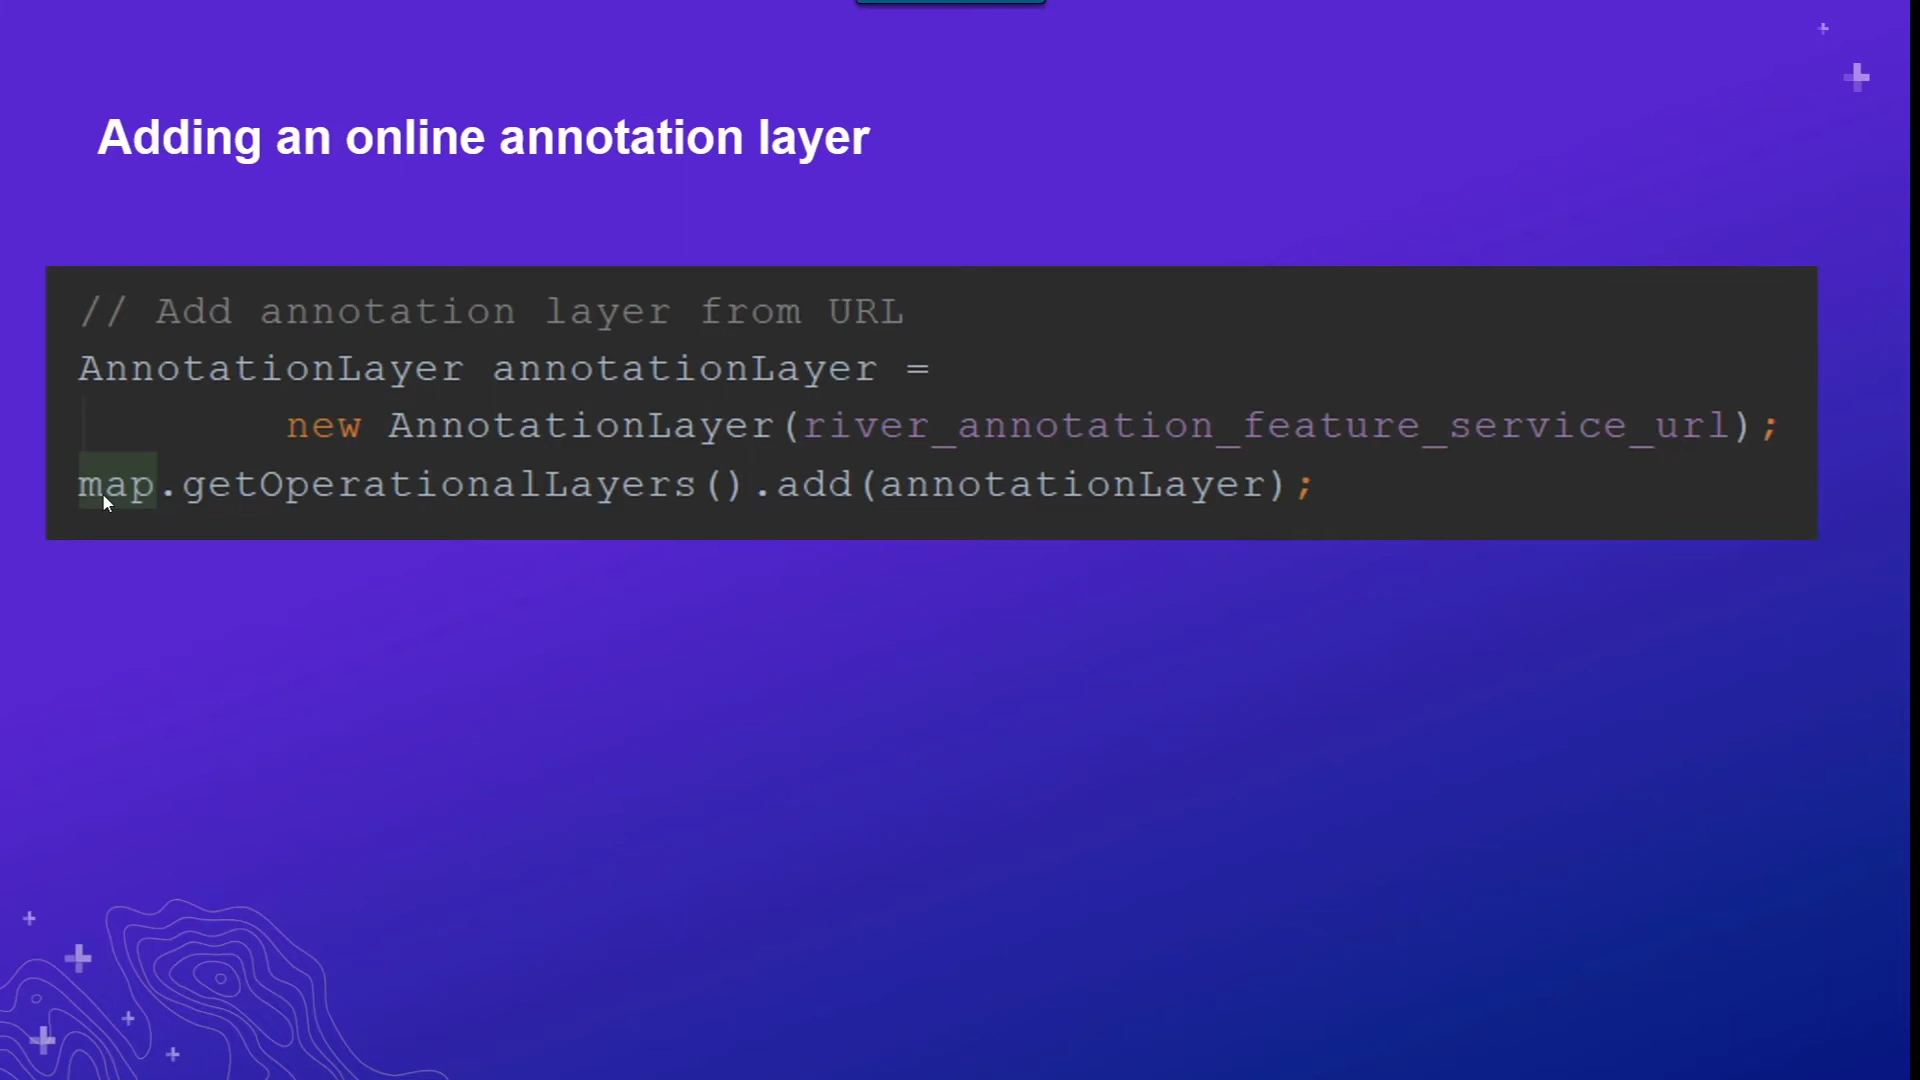 Adding an online annotation layer
// Add annotation layer from URL
AnnotationLayer annotationLayer =
new AnnotationLayer(river_annotation_feature_service_url);
map.getOperationalLayers().add(annotationLayer);